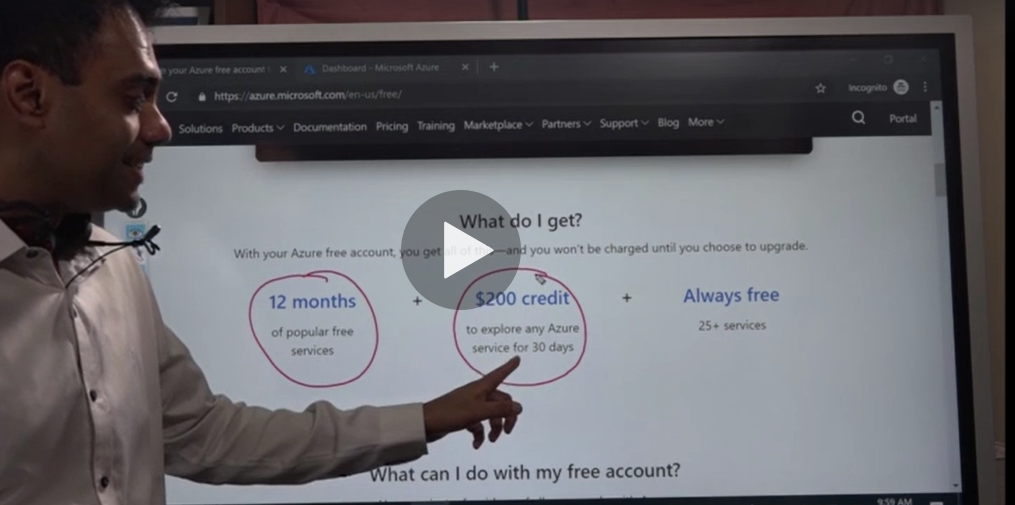 your Azure free account
Dashboard - Microsoft Azure
https://azure.microsoft.com/en-us/free/
Incognito
Solutions Products Documentation Pricing Training Marketplace Partners Support Blog More Portal
What do I get?
With your Azure free account, you get all of this—and you won't be charged until you choose to upgrade.
12 months + $200 credit + Always free
of popular free to explore any Azure 25+ services
services service for 30 days
What can I do with my free account?
9:59 AM